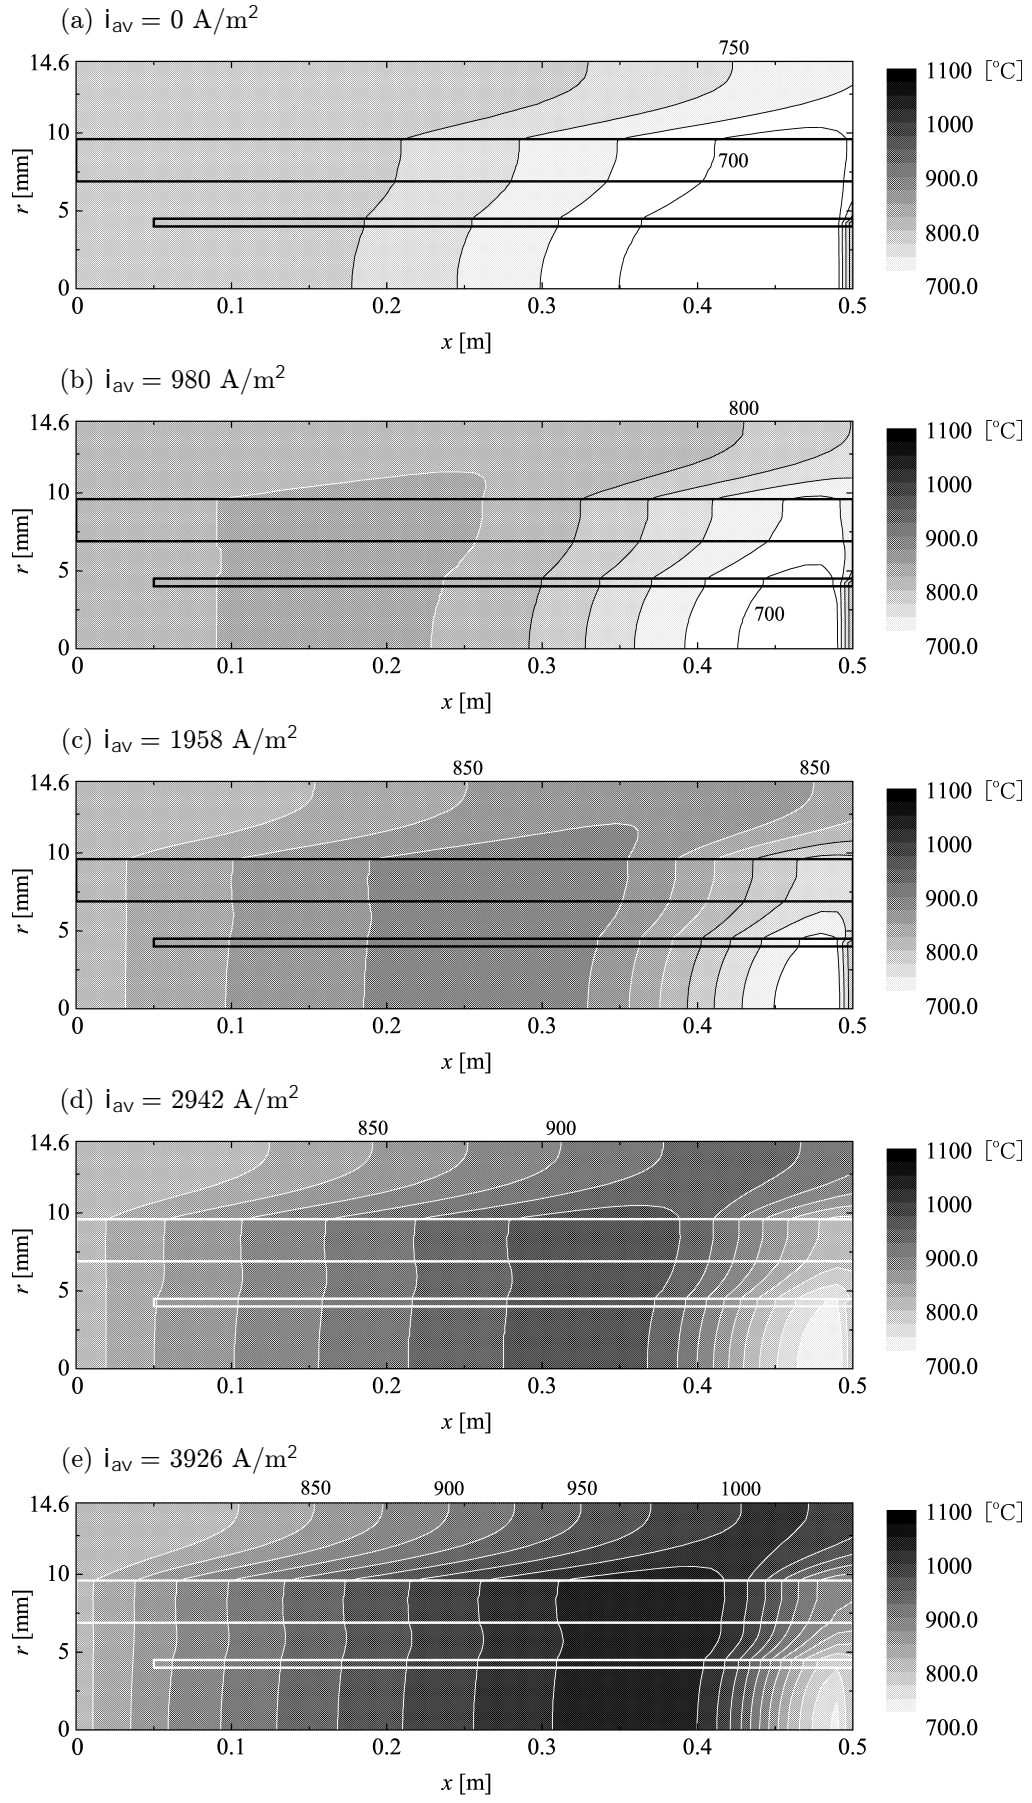 (a) i_av = 0 A/m²
750
14.6
1100 [°C]
1000
10
900.0
700
r [mm]
5
800.0
0
700.0
0 0.1 0.2 0.3 0.4 0.5
x [m]
(b) i_av = 980 A/m²
800
14.6
1100 [°C]
1000
10
900.0
r [mm]
5
800.0
700
0
700.0
0 0.1 0.2 0.3 0.4 0.5
x [m]
(c) i_av = 1958 A/m²
850 850
14.6
1100 [°C]
1000
10
900.0
r [mm]
5
800.0
0
700.0
0 0.1 0.2 0.3 0.4 0.5
x [m]
(d) i_av = 2942 A/m²
850 900
14.6
1100 [°C]
1000
10
900.0
r [mm]
5
800.0
0
700.0
0 0.1 0.2 0.3 0.4 0.5
x [m]
(e) i_av = 3926 A/m²
850 900 950 1000
14.6
1100 [°C]
1000
10
900.0
r [mm]
5
800.0
0
700.0
0 0.1 0.2 0.3 0.4 0.5
x [m]